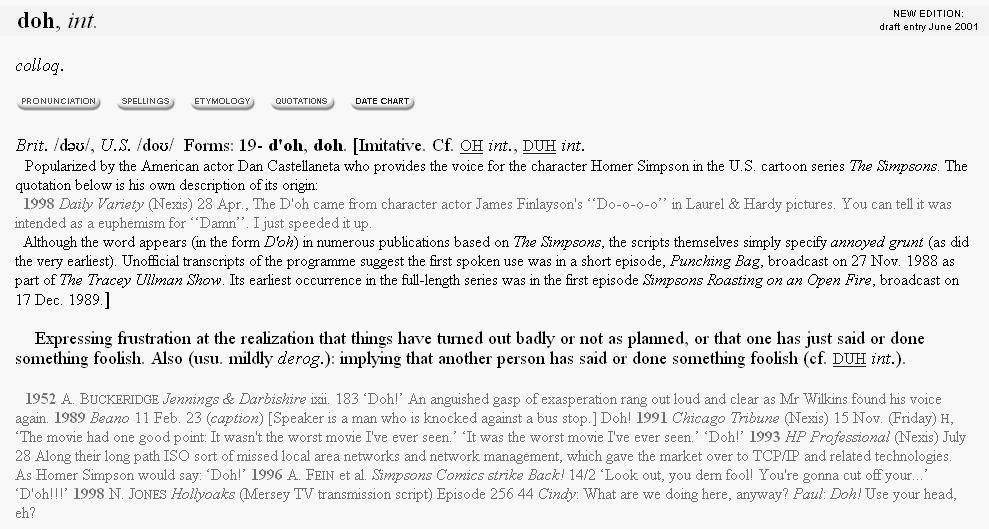 doh, int.
NEW EDITION:
draft entry June 2001
colloq.
PRONUNCIATION SPELLINGS ETYMOLOGY QUOTATIONS DATE CHART
Brit. /dəʊ/, U.S. /doʊ/ Forms: 19- d'oh, doh. [Imitative. Cf. OH int., DUH int.
Popularized by the American actor Dan Castellaneta who provides the voice for the character Homer Simpson in the U.S. cartoon series The Simpsons. The
quotation below is his own description of its origin:
1998 Daily Variety (Nexis) 28 Apr., The D'oh came from character actor James Finlayson's ‘‘Do-o-o-o’’ in Laurel & Hardy pictures. You can tell it was
intended as a euphemism for ‘‘Damn’’. I just speeded it up.
Although the word appears (in the form D'oh) in numerous publications based on The Simpsons, the scripts themselves simply specify annoyed grunt (as did
the very earliest). Unofficial transcripts of the programme suggest the first spoken use was in a short episode, Punching Bag, broadcast on 27 Nov. 1988 as
part of The Tracey Ullman Show. Its earliest occurrence in the full-length series was in the first episode Simpsons Roasting on an Open Fire, broadcast on
17 Dec. 1989.]
Expressing frustration at the realization that things have turned out badly or not as planned, or that one has just said or done
something foolish. Also (usu. mildly derog.): implying that another person has said or done something foolish (cf. DUH int.).
1952 A. BUCKERIDGE Jennings & Darbishire ixii. 183 ‘Doh!’ An anguished gasp of exasperation rang out loud and clear as Mr Wilkins found his voice
again. 1989 Beano 11 Feb. 23 (caption) [Speaker is a man who is knocked against a bus stop.] Doh! 1991 Chicago Tribune (Nexis) 15 Nov. (Friday) H,
‘The movie had one good point: It wasn't the worst movie I've ever seen.’ ‘It was the worst movie I've ever seen.’ ‘Doh!’ 1993 HP Professional (Nexis) July
28 Along their long path ISO sort of missed local area networks and network management, which gave the market over to TCP/IP and related technologies.
As Homer Simpson would say: ‘Doh!’ 1996 A. FEIN et al. Simpsons Comics strike Back! 14/2 ‘Look out, you dern fool! You're gonna cut off your...’
‘D'oh!!!’ 1998 N. JONES Hollyoaks (Mersey TV transmission script) Episode 256 44 Cindy: What are we doing here, anyway? Paul: Doh! Use your head,
eh?